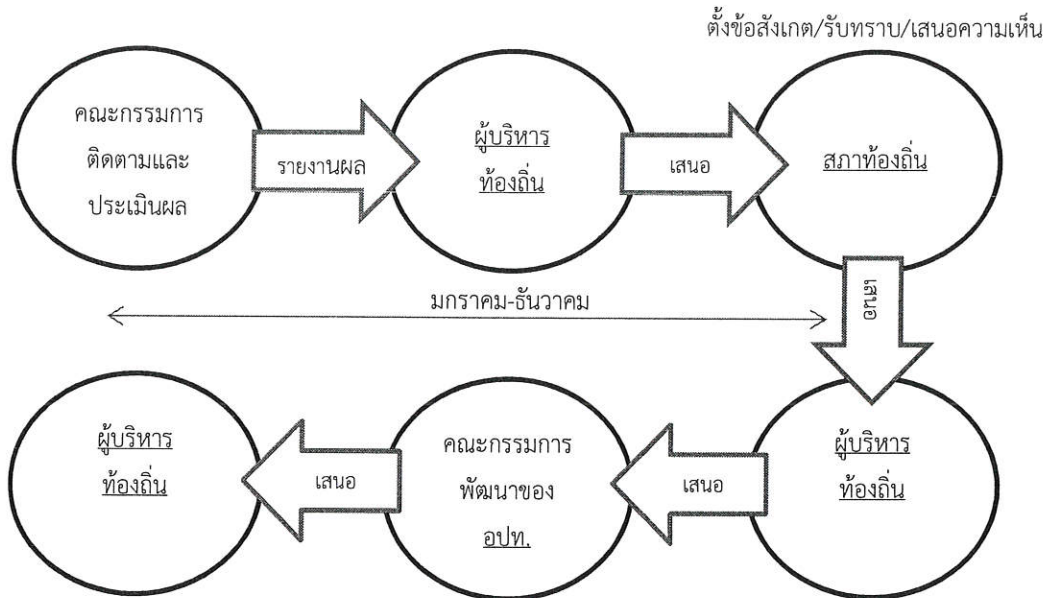 ตั้งข้อสังเกต/รับทราบ/เสนอความเห็น
คณะกรรมการ
ติดตามและ
ประเมินผล
รายงานผล
ผู้บริหาร
ท้องถิ่น
เสนอ
สภาท้องถิ่น
เสนอ
มกราคม-ธันวาคม
ผู้บริหาร
ท้องถิ่น
เสนอ
คณะกรรมการ
พัฒนาของ
อปท.
เสนอ
ผู้บริหาร
ท้องถิ่น